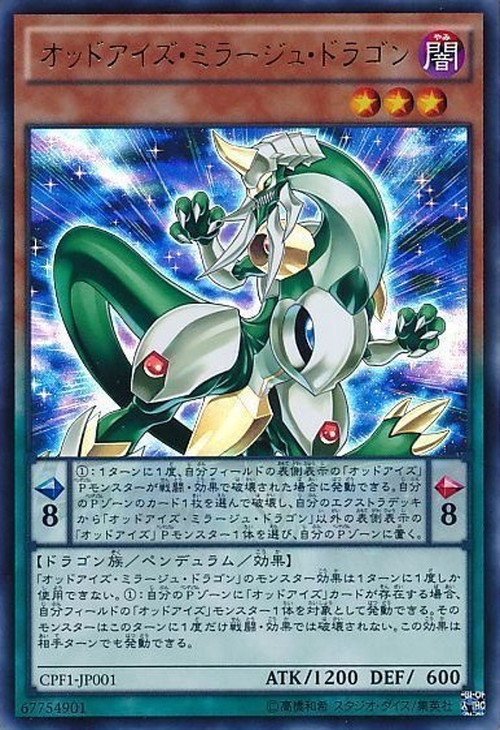 オッドアイズ・ミラージュ・ドラゴン
闇
①:1ターンに1度、自分フィールドの表側表示の「オッドアイズ」
Pモンスターが戦闘・効果で破壊された場合に発動できる。自分
のPゾーンのカード1枚を選んで破壊し、自分のエクストラデッキ
から「オッドアイズ・ミラージュ・ドラゴン」以外の表側表示の
「オッドアイズ」Pモンスター1体を選び、自分のPゾーンに置く。
8
8
【ドラゴン族/ペンデュラム/効果】
「オッドアイズ・ミラージュ・ドラゴン」のモンスター効果は1ターンに1度しか
使用できない。①:自分のPゾーンに「オッドアイズ」カードが存在する場合、
自分フィールドの「オッドアイズ」モンスター1体を対象として発動できる。その
モンスターはこのターンに1度だけ戦闘・効果では破壊されない。この効果は
相手ターンでも発動できる。
CPF1-JP001
ATK/1200 DEF/ 600
67754901
©高橋和希 スタジオ・ダイス/集英社